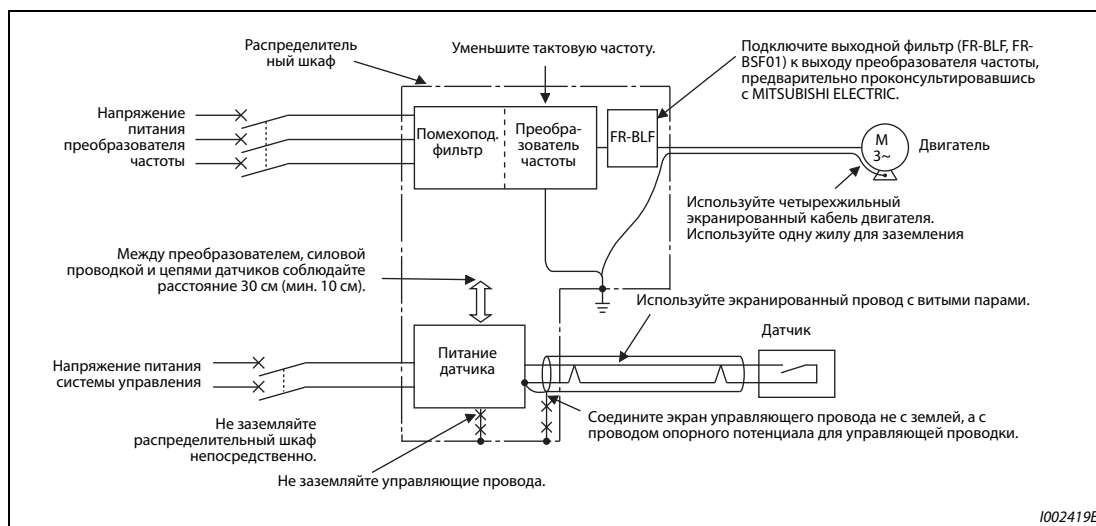 Распределитель
ный шкаф
Уменьшите тактовую частоту.
Подключите выходной фильтр (FR-BLF, FR-
BSF01) к выходу преобразователя частоты,
предварительно проконсультировавшись
с MITSUBISHI ELECTRIC.
Напряжение
питания
преобразователя
частоты
Помехопод.
фильтр
Преобра-
зователь
частоты
FR-BLF
M
3~
Двигатель
Используйте четырехжильный
экранированный кабель двигателя.
Используйте одну жилу для заземления
Между преобразователем, силовой
проводкой и цепями датчиков соблюдайте
расстояние 30 см (мин. 10 см).
Используйте экранированный провод с витыми парами.
Датчик
Напряжение питания
системы управления
Питание
датчика
Не заземляйте
распределительный шкаф
непосредственно.
Соедините экран управляющего провода не с землей, а с
проводом опорного потенциала для управляющей проводки.
Не заземляйте управляющие провода.
I002419E